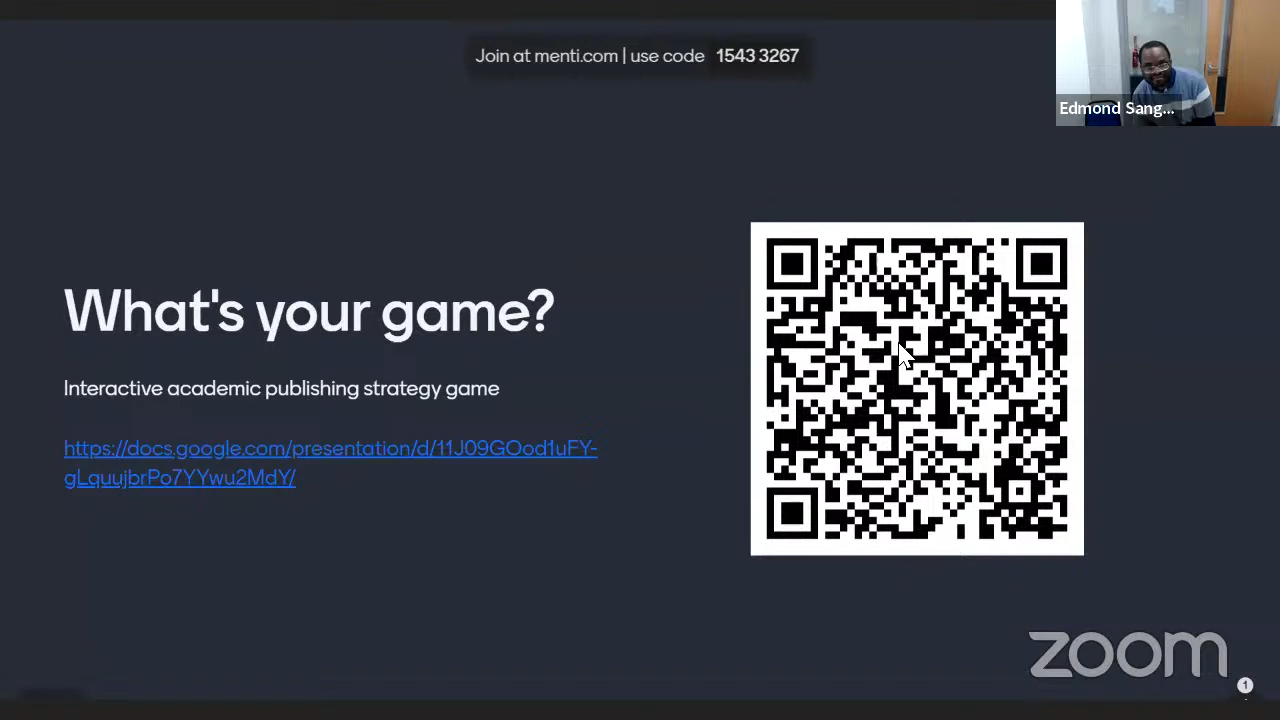 Join at menti.com | use code 1543 3267
Edmond Sang...
What's your game?
Interactive academic publishing strategy game
https://docs.google.com/presentation/d/11J09GOod1uFY-
gLquujbrPo7YYwu2MdY/
zoom
1